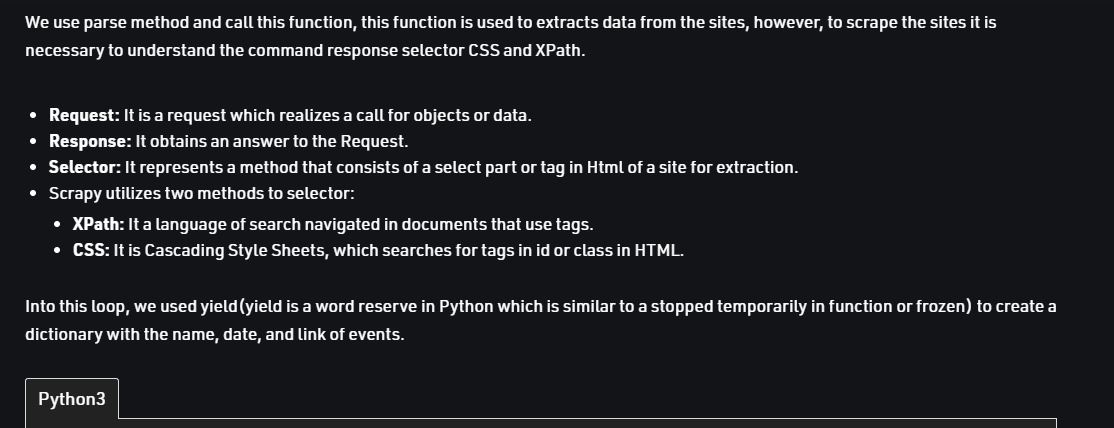 We use parse method and call this function, this function is used to extracts data from the sites, however, to scrape the sites it is
necessary to understand the command response selector CSS and XPath.
• Request: It is a request which realizes a call for objects or data.
• Response: It obtains an answer to the Request.
• Selector: It represents a method that consists of a select part or tag in Html of a site for extraction.
• Scrapy utilizes two methods to selector:
• XPath: It a language of search navigated in documents that use tags.
• CSS: It is Cascading Style Sheets, which searches for tags in id or class in HTML.
Into this loop, we used yield(yield is a word reserve in Python which is similar to a stopped temporarily in function or frozen) to create a
dictionary with the name, date, and link of events.
Python3